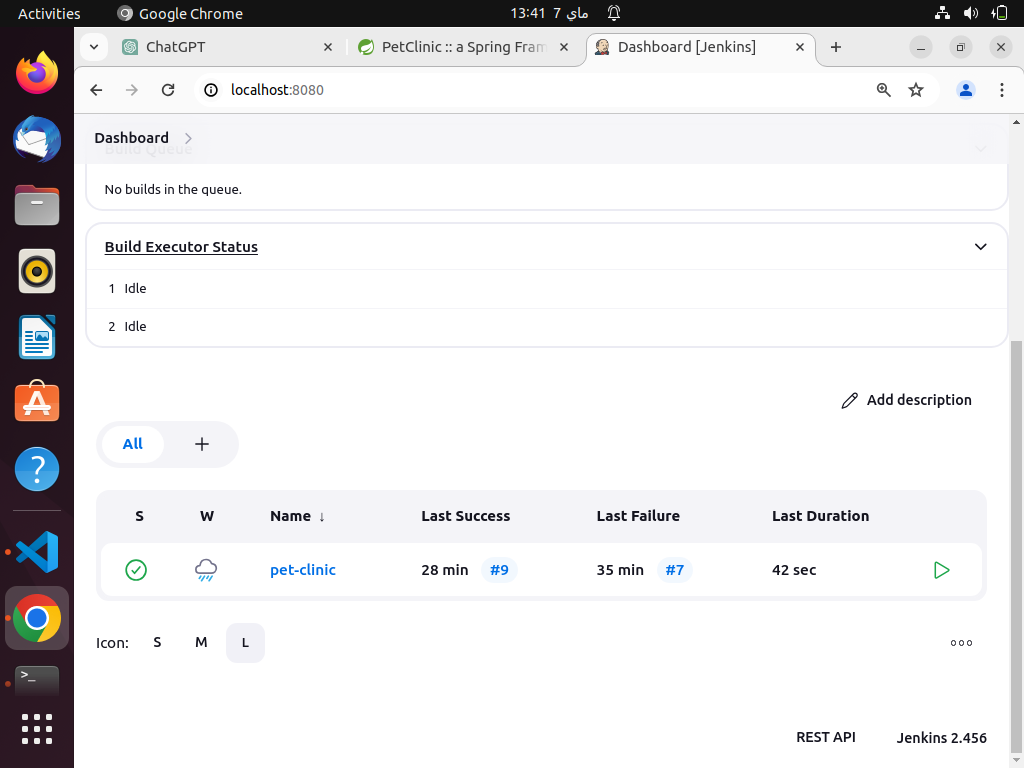 Activities
Google Chrome
13:41 7 ماي
ChatGPT
PetClinic :: a Spring Fram
Dashboard [Jenkins]
localhost:8080
Dashboard
Build Queue
No builds in the queue.
Build Executor Status
1 Idle
2 Idle
Add description
All
S W Name ↓ Last Success Last Failure Last Duration
pet-clinic 28 min #9 35 min #7 42 sec
Icon: S M L
REST API Jenkins 2.456